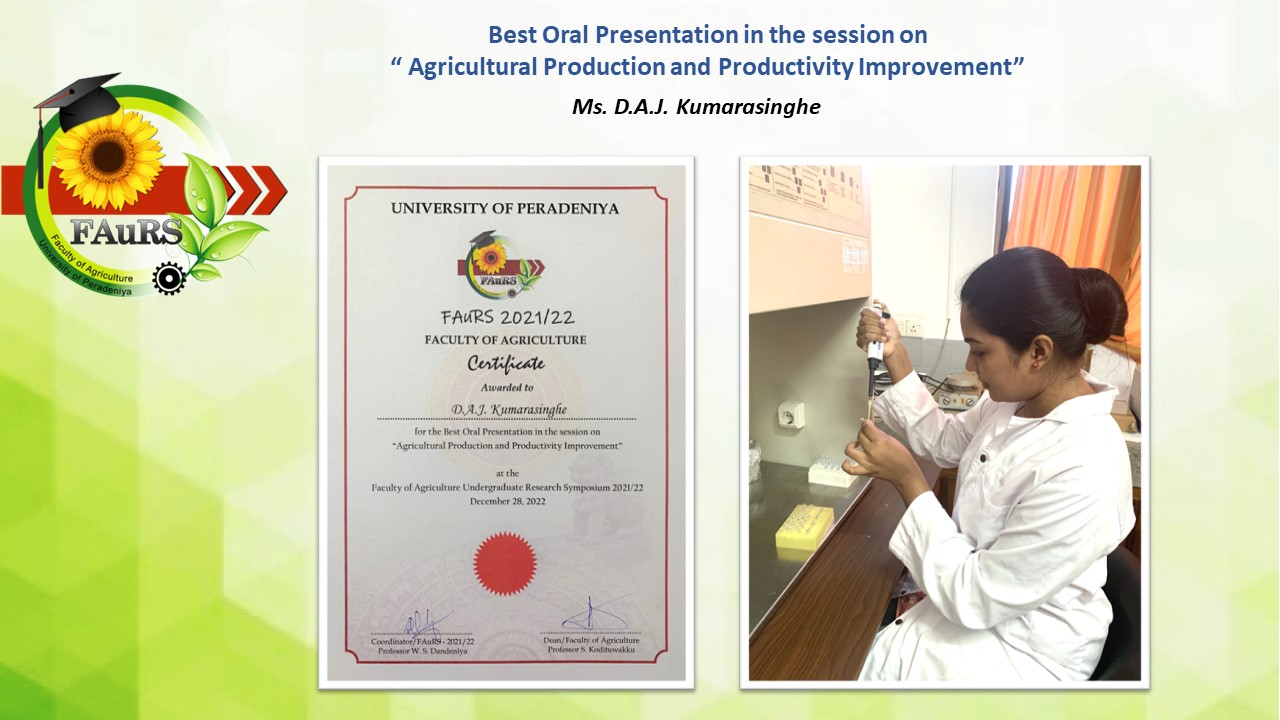 Best Oral Presentation in the session on
“ Agricultural Production and Productivity Improvement”
Ms. D.A.J. Kumarasinghe
FAuRS
Faculty of Agriculture
University of Peradeniya
UNIVERSITY OF PERADENIYA
FAuRS
FAuRS 2021/22
FACULTY OF AGRICULTURE
Certificate
Awarded to
D.A.J. Kumarasinghe
for the Best Oral Presentation in the session on
“Agricultural Production and Productivity Improvement”
at the
Faculty of Agriculture Undergraduate Research Symposium 2021/22
December 28, 2022
Coordinator/FAuRS - 2021/22
Professor W. S. Dandeniya
Dean/Faculty of Agriculture
Professor S. Kodituwakku